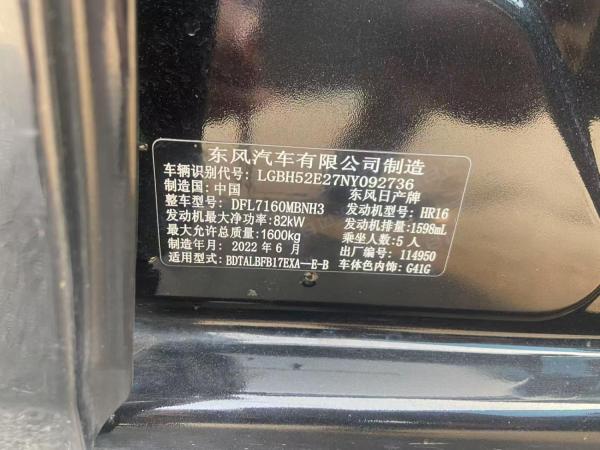 东风汽车有限公司制造
车辆识别代号: LGBH52E27NY092736
制造国: 中国 东风日产牌
整车型号: DFL7160MBNH3 发动机型号: HR16
发动机最大净功率: 82kW 发动机排量: 1598mL
最大允许总质量: 1600kg 乘坐人数: 5 人
制造年月: 2022 年 6 月 出厂编号: 114950
适用型式: BDTALBFB17EXA—E-B 车体色内饰: G41G